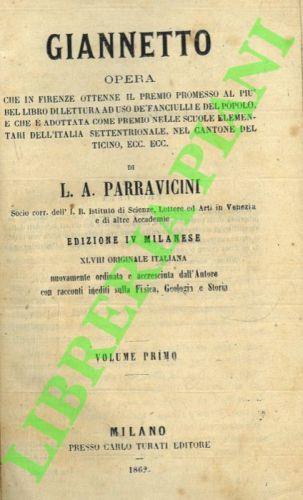 GIANNETTO
OPERA
CHE IN FIRENZE OTTENNE IL PREMIO PROMESSO AL PIU'
BEL LIBRO DI LETTURA AD USO DE' FANCIULLI E DEL POPOLO,
E CHE È ADOTTATA COME PREMIO NELLE SCUOLE ELEMEN-
TARI DELL'ITALIA SETTENTRIONALE, NEL CANTONE DEL
TICINO, ECC. ECC.
DI
L. A. PARRAVICINI
Socio corr. dell' I. R. Istituto di Scienze, Lettere ed Arti in Venezia
e di altre Accademie
EDIZIONE IV MILANESE
XLVIII ORIGINALE ITALIANA
nuovamente ordinata e accresciuta dall'Autore
con racconti inediti sulla Fisica, Geologia e Storia
VOLUME PRIMO
MILANO
PRESSO CARLO TURATI EDITORE
1862.
LIBRERIA PIANI